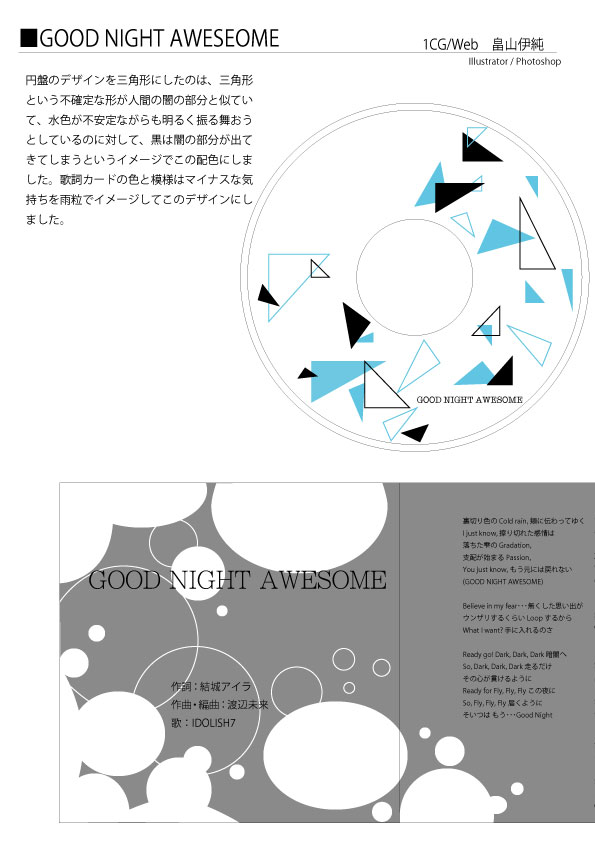 ■GOOD NIGHT AWESEOME
1CG/Web　畠山伊純
Illustrator / Photoshop
円盤のデザインを三角形にしたのは、三角形
という不確定な形が人間の闇の部分と似てい
て、水色が不安定ながらも明るく振る舞おう
としているのに対して、黒は闇の部分が出て
きてしまうというイメージでこの配色にしま
した。歌詞カードの色と模様はマイナスな気
持ちを雨粒でイメージしてこのデザインにし
ました。
GOOD NIGHT AWESOME
GOOD NIGHT AWESOME
作詞：結城アイラ
作曲・編曲：渡辺未来
歌：IDOLISH7
裏切り色の Cold rain, 頬に伝わってゆく
I just know, 擦り切れた感情は
落ちた雫の Gradation,
支配が始まる Passion,
You just know, もう元には戻れない
(GOOD NIGHT AWESOME)
Believe in my fear･･･無くした思い出が
ウンザリするくらい Loop するから
What I want? 手に入れるのさ
Ready go! Dark, Dark, Dark 暗闇へ
So, Dark, Dark, Dark 走るだけ
その心が貫けるように
Ready for Fly, Fly, Fly この夜に
So, Fly, Fly, Fly 届くように
そいつは もう･･･Good Night